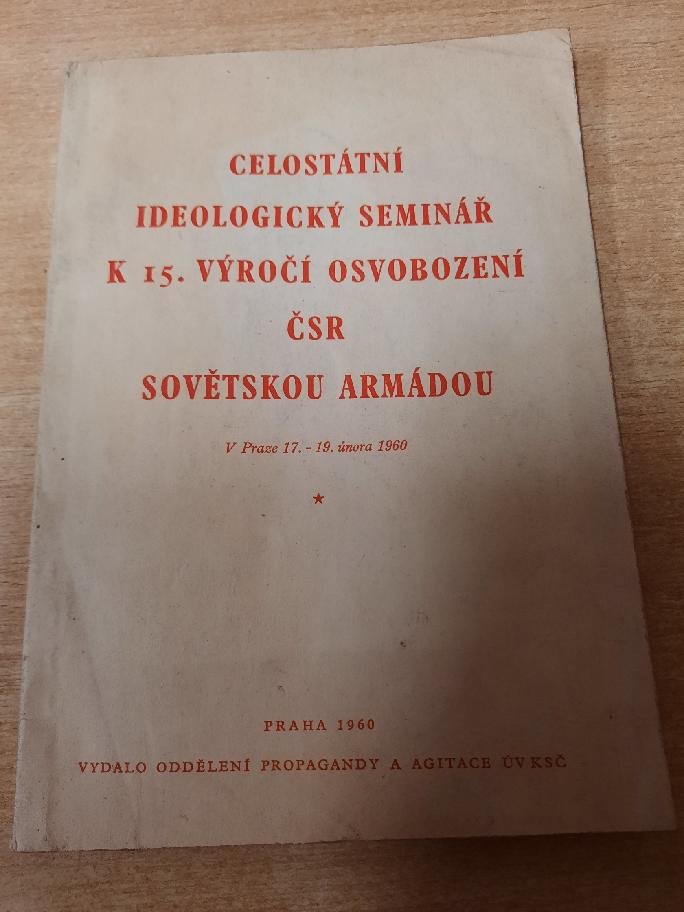 CELOSTÁTNÍ
IDEOLOGICKÝ SEMINÁŘ
K 15. VÝROČÍ OSVOBOZENÍ
ČSR
SOVĚTSKOU ARMÁDOU
V Praze 17. - 19. února 1960
PRAHA 1960
VYDALO ODDĚLENÍ PROPAGANDY A AGITACE ÚV KSČ